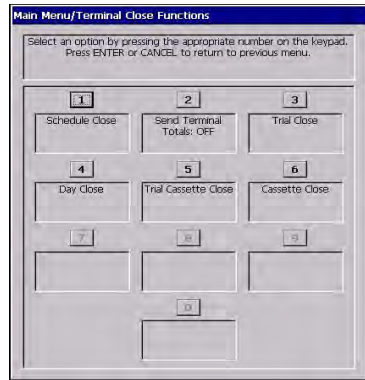 Main Menu/Terminal Close Functions
Select an option by pressing the appropriate number on the keypad.
Press ENTER or CANCEL to return to previous menu.
1 2 3
Schedule Close Send Terminal Trial Close
Totals: OFF
4 5 6
Day Close Trial Cassette Close Cassette Close
7 8 9
0